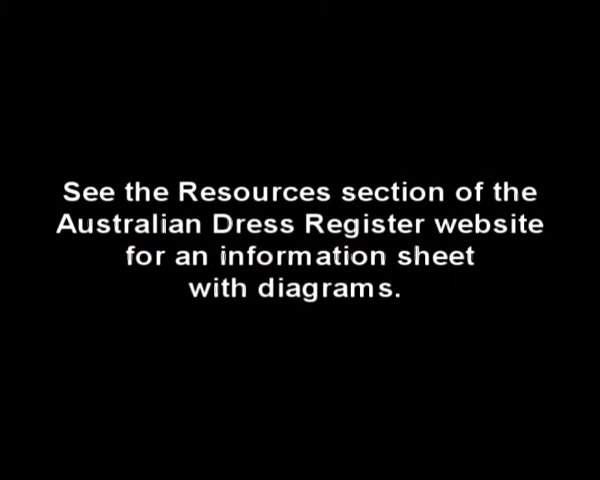 See the Resources section of the
Australian Dress Register website
for an information sheet
with diagrams.